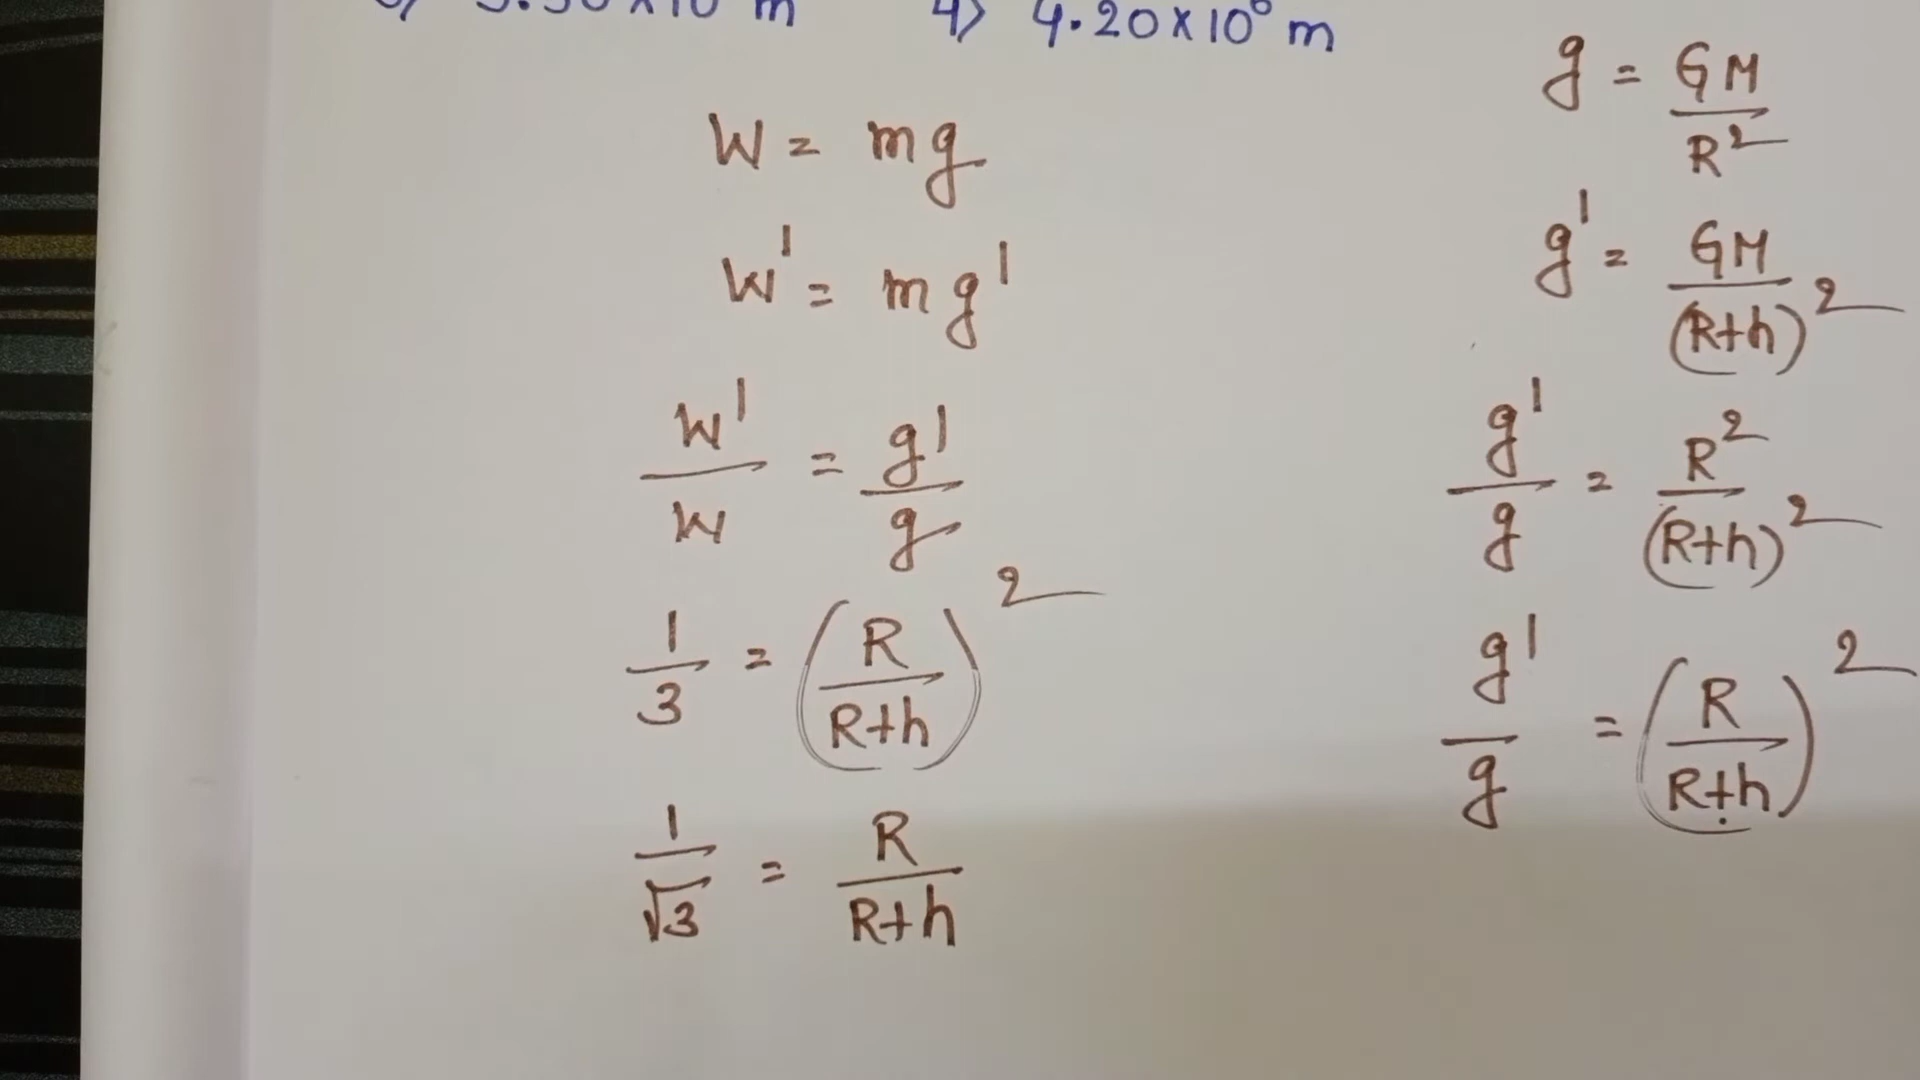 4) 4.20×10⁶ m
W = mg
W' = mg'
W'/W = g'/g
1/3 = (R/(R+h))²
1/√3 = R/(R+h)
g = GM/R²
g' = GM/(R+h)²
g'/g = R²/(R+h)²
g'/g = (R/(R+h))²